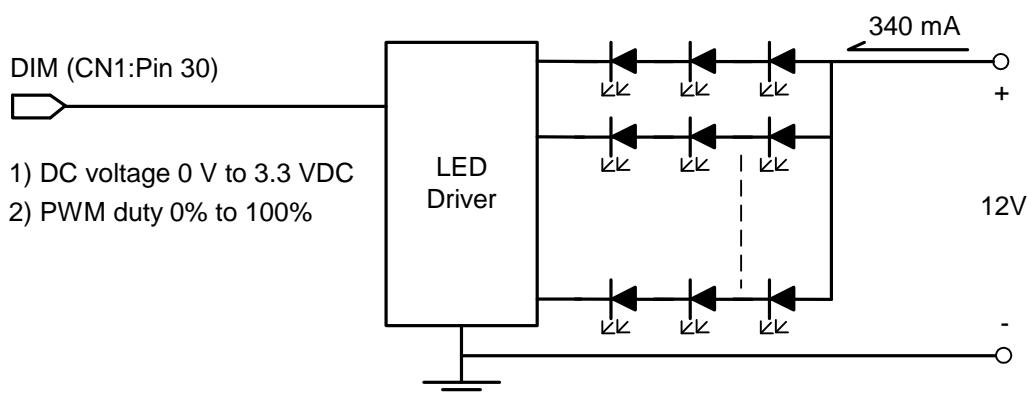 340 mA
DIM (CN1:Pin 30)
+
1) DC voltage 0 V to 3.3 VDC
2) PWM duty 0% to 100%
LED
Driver
12V
-